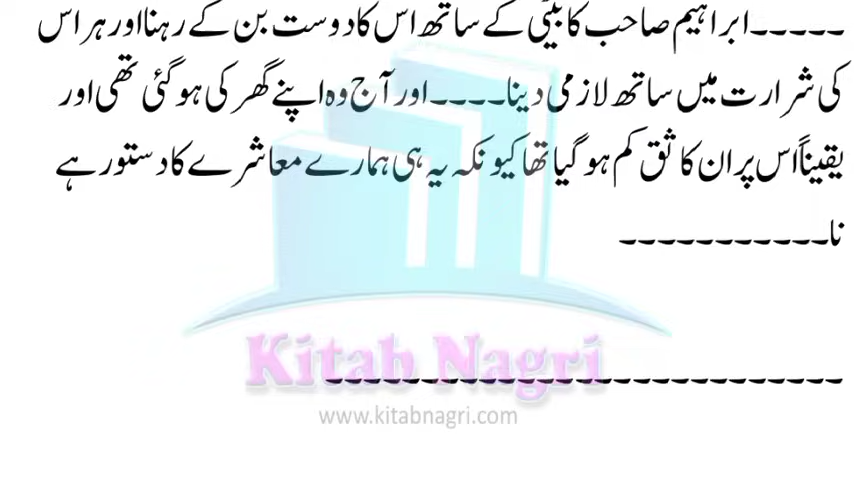 ۔۔۔۔۔ابراہیم صاحب کا بیٹی کے ساتھ اس کا دوست بن کے رہنا اور ہر اس
کی شرارت میں ساتھ لازمی دینا۔۔۔۔اور آج وہ اپنے گھر کی ہو گئی تھی اور
یقیناً اس پر ان کا ثق کم ہو گیا تھا کیونکہ یہ ہی ہمارے معاشرے کا دستور ہے
نا۔۔۔۔۔۔۔۔۔۔۔
Kitab Nagri
۔۔۔۔۔۔۔۔۔۔۔۔۔۔۔۔۔۔۔۔۔۔۔۔۔۔۔
www.kitabnagri.com